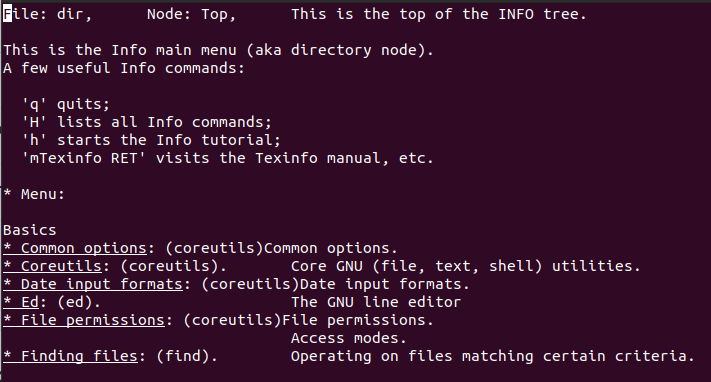 File: dir,      Node: Top,      This is the top of the INFO tree.
This is the Info main menu (aka directory node).
A few useful Info commands:
'q' quits;
'H' lists all Info commands;
'h' starts the Info tutorial;
'mTexinfo RET' visits the Texinfo manual, etc.
* Menu:
Basics
* Common options: (coreutils)Common options.
* Coreutils: (coreutils).       Core GNU (file, text, shell) utilities.
* Date input formats: (coreutils)Date input formats.
* Ed: (ed).                     The GNU line editor
* File permissions: (coreutils)File permissions.
Access modes.
* Finding files: (find).        Operating on files matching certain criteria.